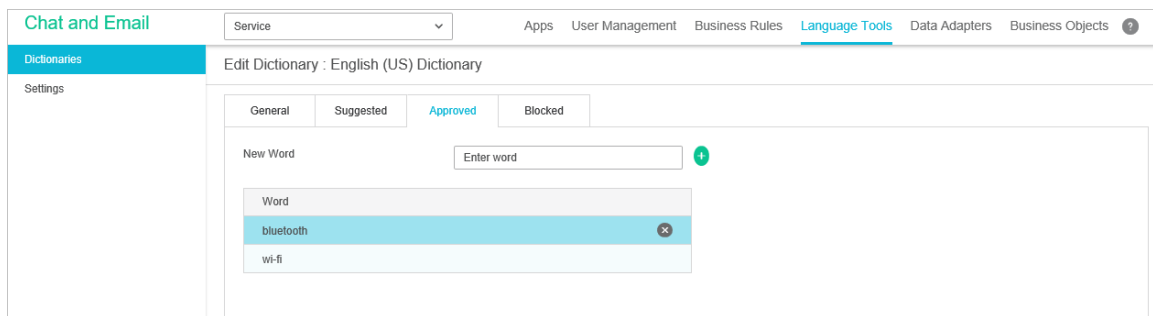 Chat and Email
Service
Apps User Management Business Rules Language Tools Data Adapters Business Objects ?
Dictionaries
Settings
Edit Dictionary : English (US) Dictionary
General Suggested Approved Blocked
New Word Enter word
Word
bluetooth
wi-fi